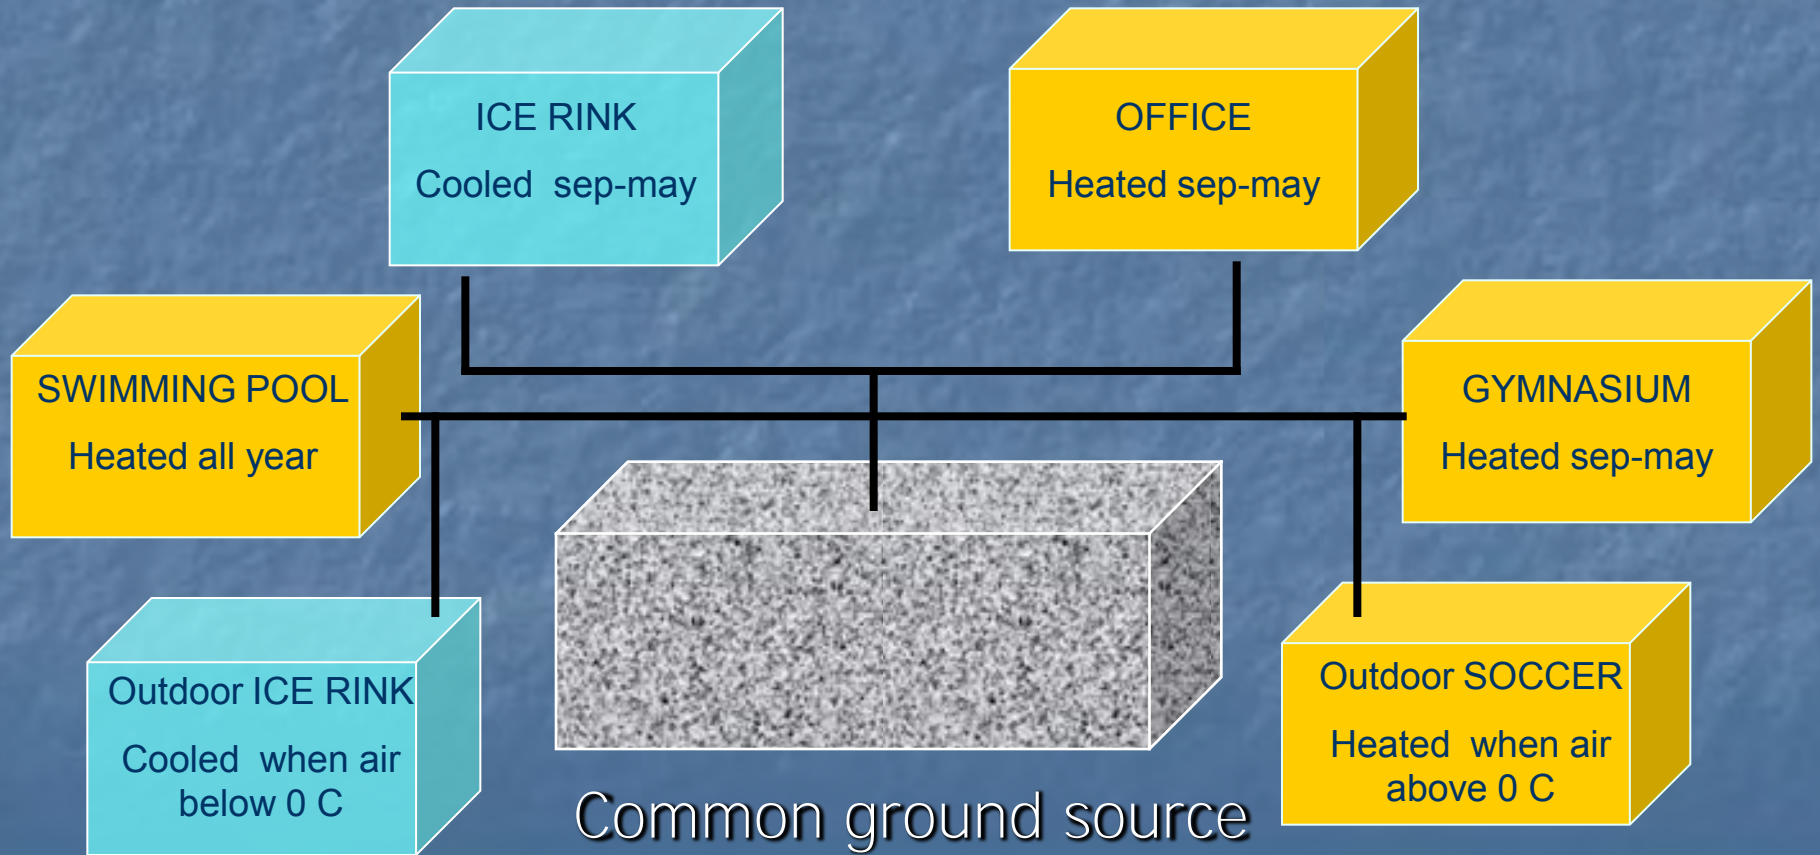 ICE RINK
Cooled  sep-may
OFFICE
Heated sep-may
SWIMMING POOL
Heated all year
GYMNASIUM
Heated sep-may
Outdoor ICE RINK
Cooled  when air
below 0 C
Outdoor SOCCER
Heated  when air
above 0 C
Common ground source